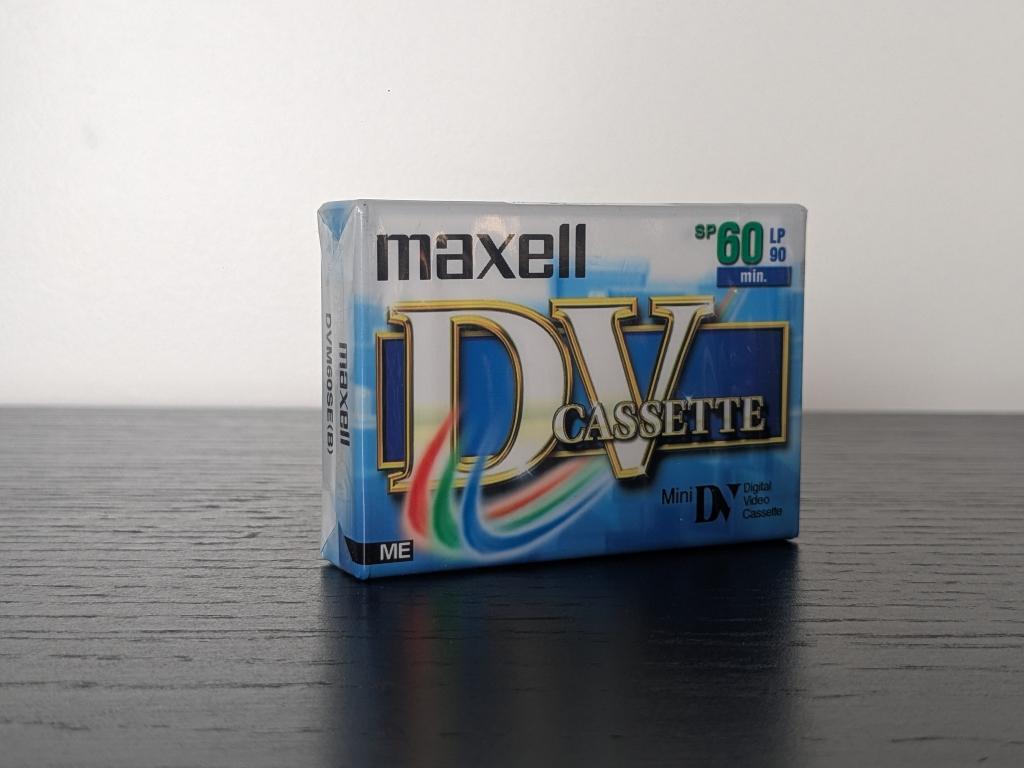 maxell
SP 60 LP 90
min.
DV
CASSETTE
Mini DV Digital Video Cassette
ME
maxell
DVM60SE(B)